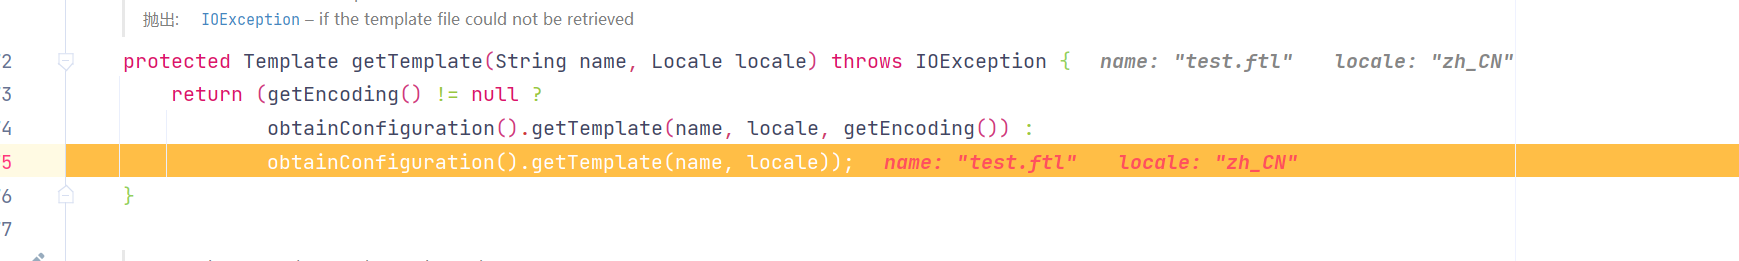 抛出: IOException – if the template file could not be retrieved
2 protected Template getTemplate(String name, Locale locale) throws IOException { name: "test.ftl" locale: "zh_CN"
3 return (getEncoding() != null ?
4 obtainConfiguration().getTemplate(name, locale, getEncoding()) :
5 obtainConfiguration().getTemplate(name, locale)); name: "test.ftl" locale: "zh_CN"
6 }
7